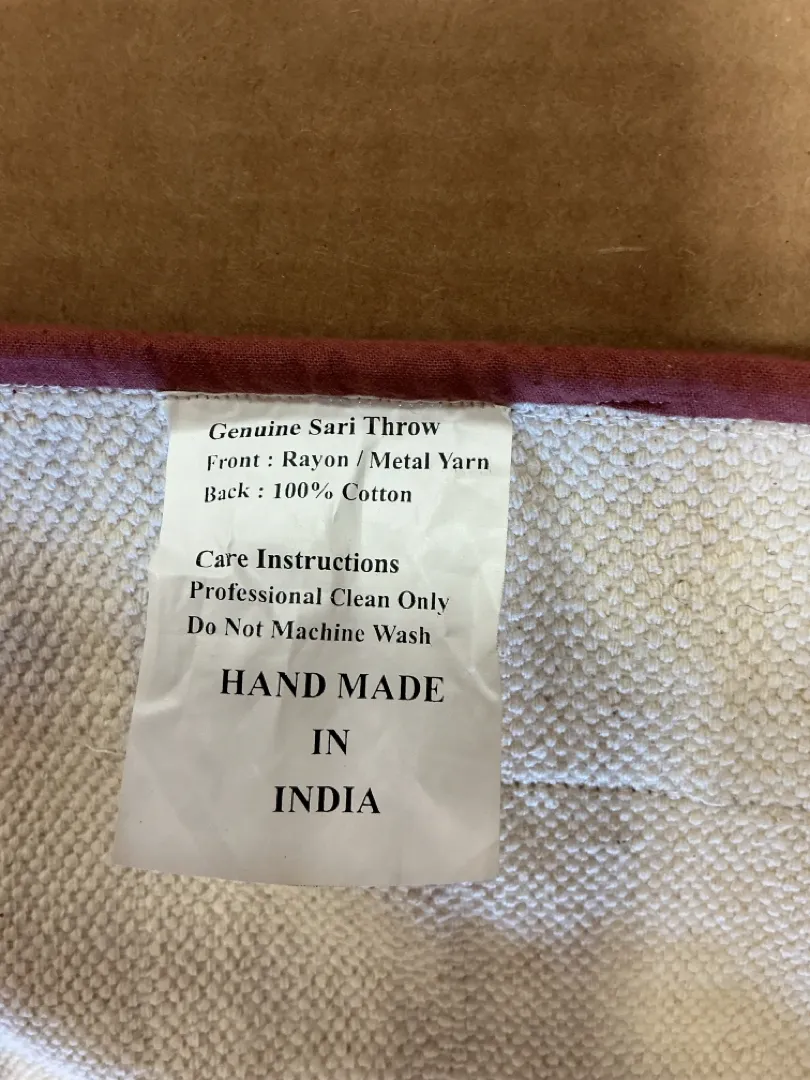 Genuine Sari Throw
Front : Rayon / Metal Yarn
Back : 100% Cotton
Care Instructions
Professional Clean Only
Do Not Machine Wash
HAND MADE
IN
INDIA